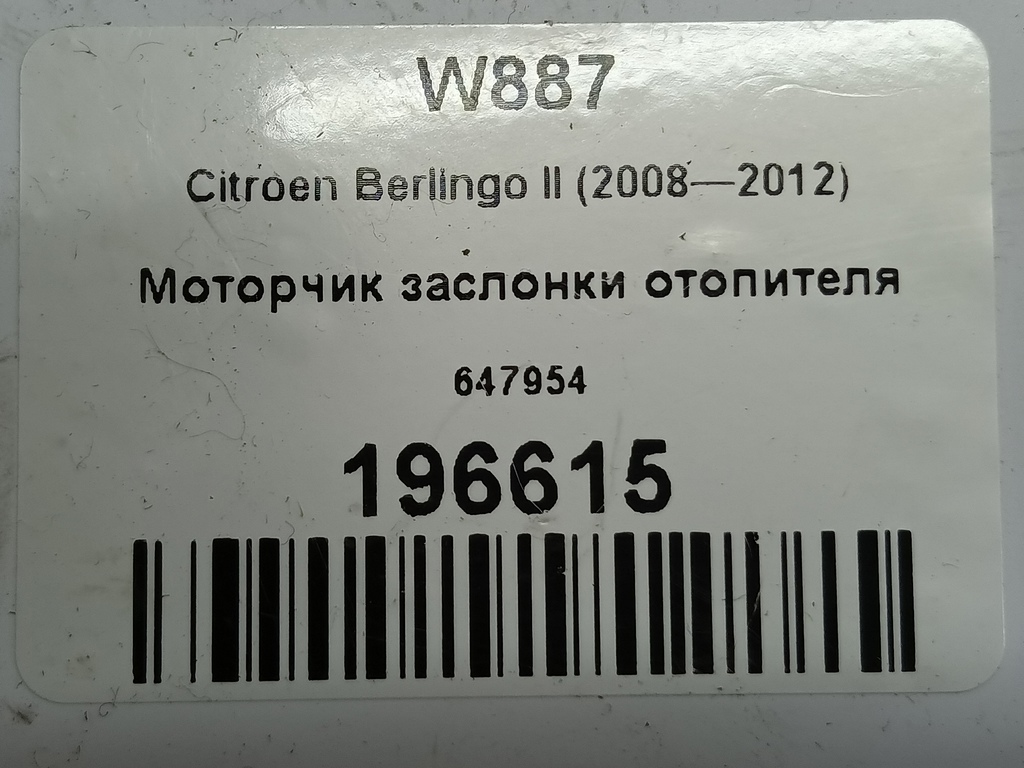 W887
Citroen Berlingo II (2008—2012)
Моторчик заслонки отопителя
647954
196615